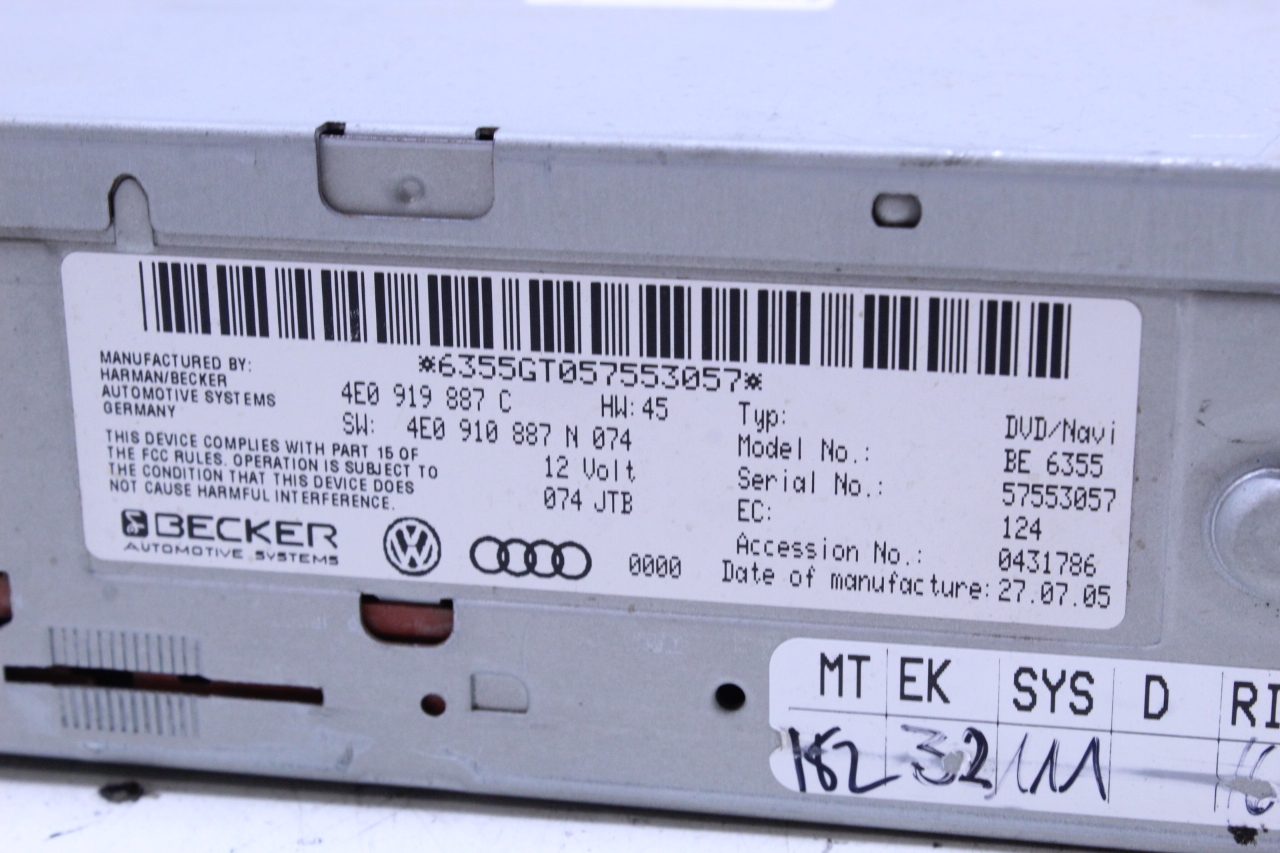 *6355GT057553057*
MANUFACTURED BY:
HARMAN/BECKER
AUTOMOTIVE SYSTEMS
GERMANY
4E0 919 887 C HW: 45
SW: 4E0 910 887 N 074
12 Volt
074 JTB
THIS DEVICE COMPLIES WITH PART 15 OF
THE FCC RULES. OPERATION IS SUBJECT TO
THE CONDITION THAT THIS DEVICE DOES
NOT CAUSE HARMFUL INTERFERENCE.
BECKER
AUTOMOTIVE SYSTEMS
VW
0000
Typ: DVD/Navi
Model No.: BE 6355
Serial No.: 57553057
EC: 124
Accession No.: 0431786
Date of manufacture: 27.07.05
MT EK SYS D RI
182 32